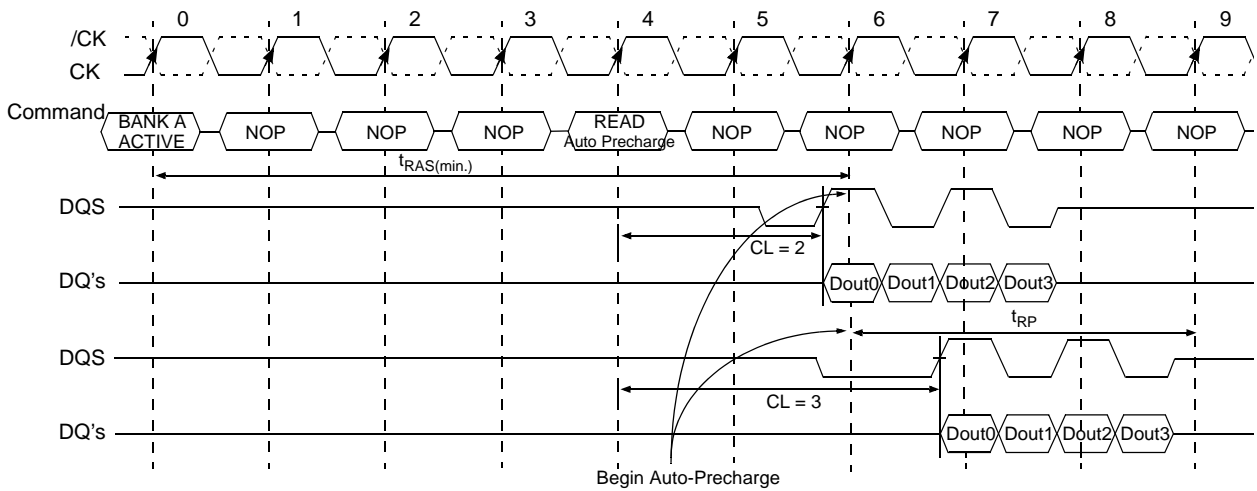 0 1 2 3 4 5 6 7 8 9
/CK
CK
Command
BANK A
ACTIVE
NOP
NOP
NOP
READ
Auto Precharge
NOP
NOP
NOP
NOP
NOP
tRAS(min.)
DQS
CL = 2
DQ's
Dout0 Dout1 Dout2 Dout3
tRP
DQS
CL = 3
DQ's
Dout0 Dout1 Dout2 Dout3
Begin Auto-Precharge